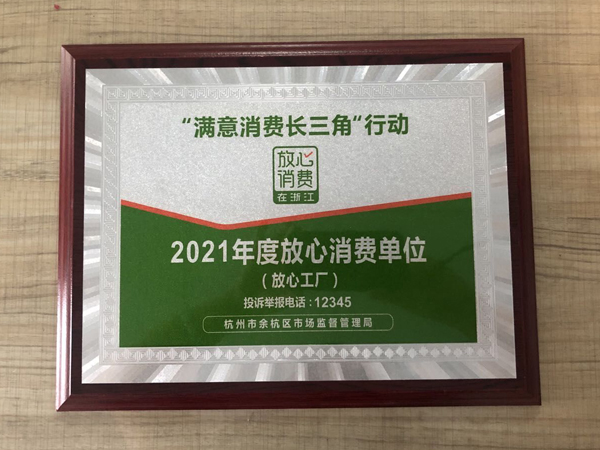 “满意消费长三角“行动
放心
消费
在浙江
2021年度放心消费单位
（放心工厂）
投诉举报电话：12345
杭州市余杭区市场监督管理局